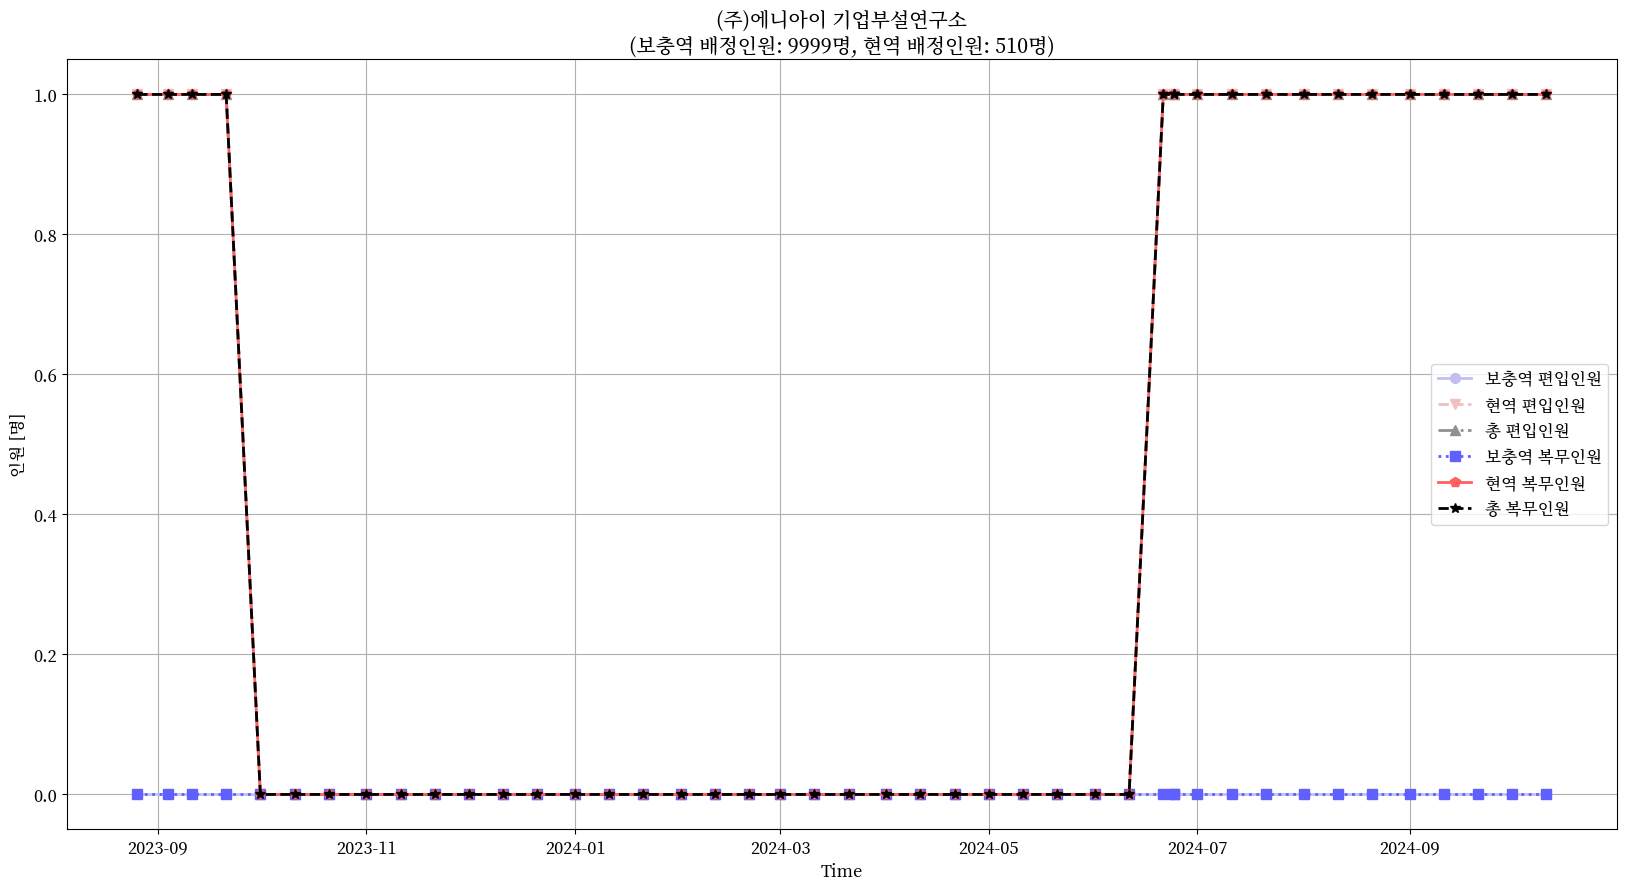 (주)에니아이 기업부설연구소
(보충역 배정인원: 9999명, 현역 배정인원: 510명)
1.0
0.8
0.6
0.4
0.2
0.0
인원 [명]
보충역 편입인원
현역 편입인원
총 편입인원
보충역 복무인원
현역 복무인원
총 복무인원
2023-09 2023-11 2024-01 2024-03 2024-05 2024-07 2024-09
Time